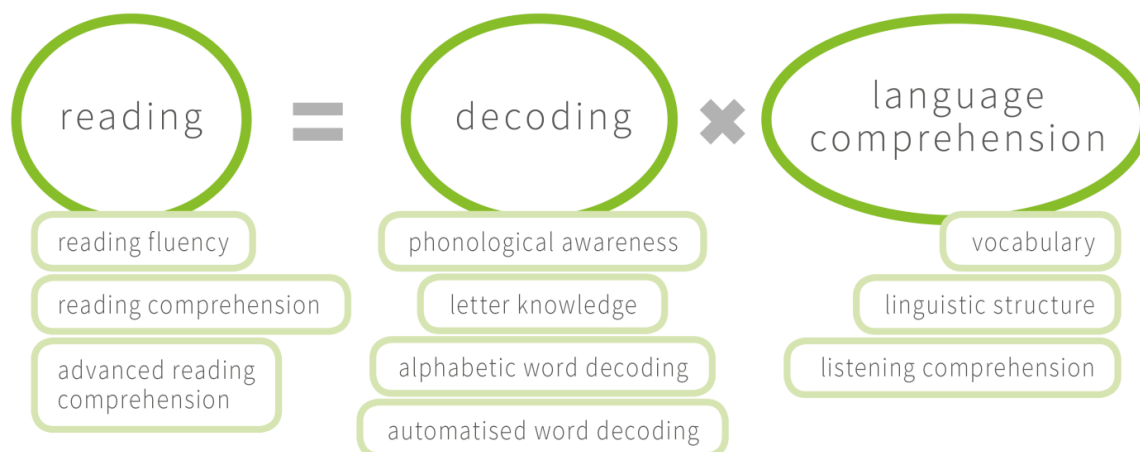 reading = decoding × language
comprehension
reading fluency
reading comprehension
advanced reading
comprehension
phonological awareness
letter knowledge
alphabetic word decoding
automatised word decoding
vocabulary
linguistic structure
listening comprehension